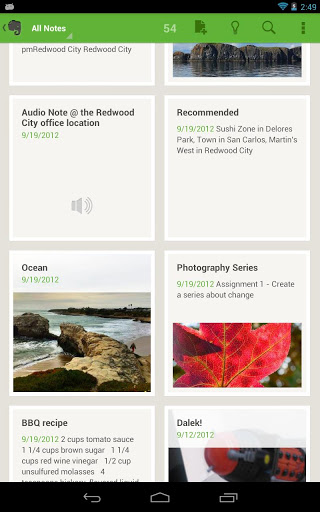 2:49
All Notes
54
pmRedwood City Redwood City
Audio Note @ the Redwood
City office location
9/19/2012
Recommended
9/19/2012 Sushi Zone in Delores
Park, Town in San Carlos, Martin's
West in Redwood City
Ocean
9/19/2012
Photography Series
9/19/2012 Assignment 1 - Create
a series about change
BBQ recipe
9/19/2012 2 cups tomato sauce
1 1/4 cups brown sugar 1 1/4
cups red wine vinegar 1/2 cup
unsulfured molasses 4
teaspoons hickory-flavored liquid
Dalek!
9/12/2012